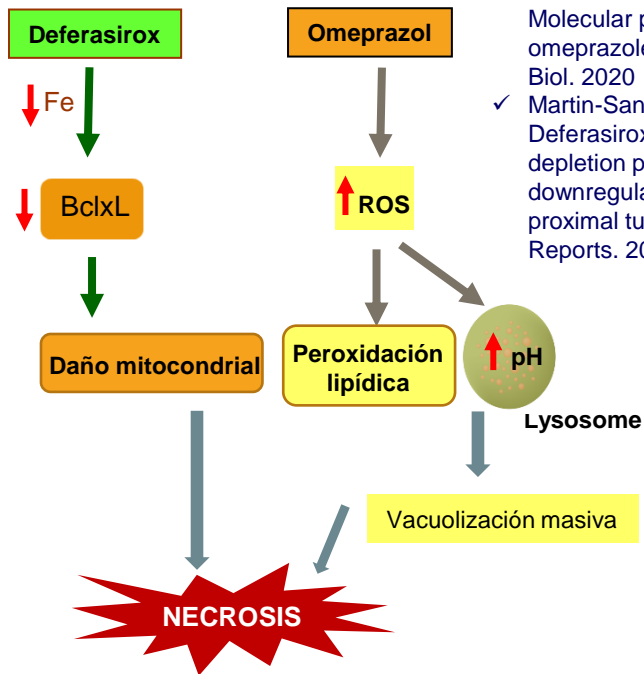 Deferasirox
Omeprazol
Molecular p
omeprazole
Biol. 2020
✓ Martin-San
Deferasirox
depletion p
downregula
proximal tu
Reports. 20
Fe
BclxL
ROS
Daño mitocondrial
Peroxidación
lipídica
pH
Lysosome
Vacuolización masiva
NECROSIS